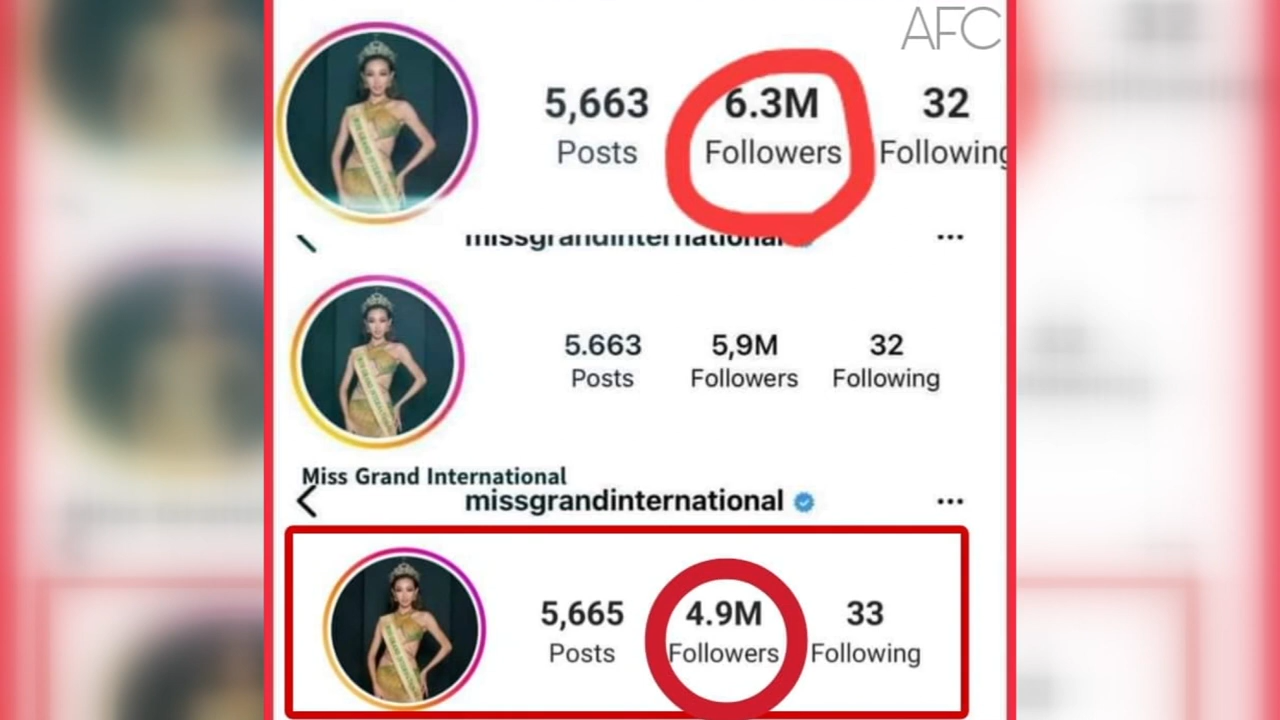 AFC
5,663 6.3M 32
Posts Followers Following
missgrandinternational ...
5.663 5,9M 32
Posts Followers Following
Miss Grand International
missgrandinternational ...
5,665 4.9M 33
Posts Followers Following